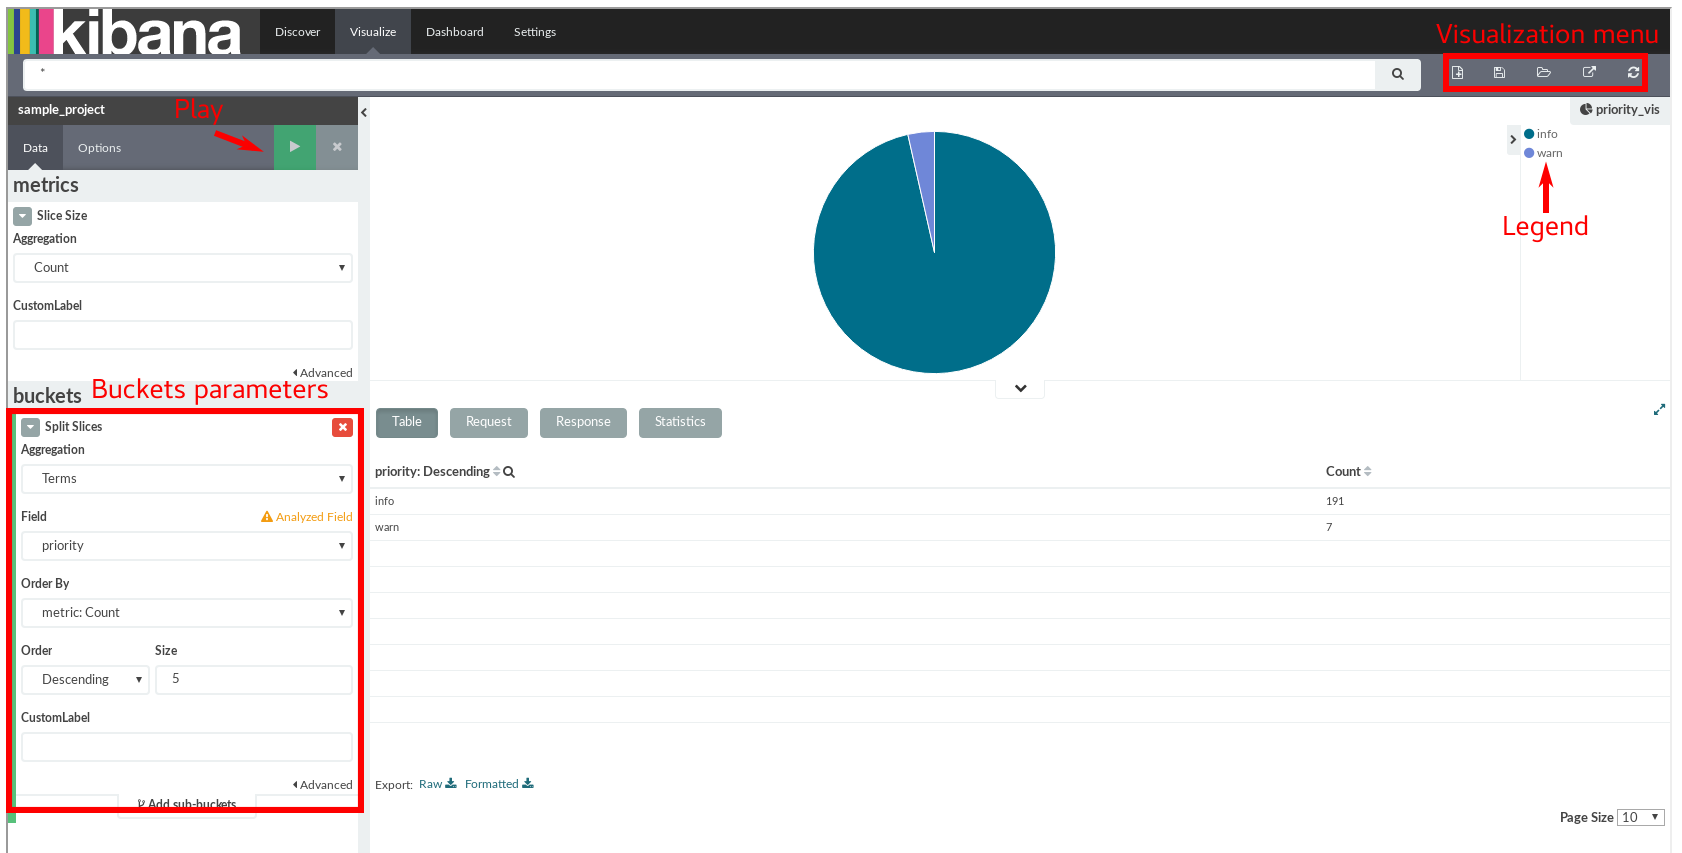 kibana
Discover
Visualize
Dashboard
Settings
Visualization menu
*
sample_project
Play
priority_vis
Data
Options
info
warn
Legend
metrics
Slice Size
Aggregation
Count
CustomLabel
Advanced
buckets
Buckets parameters
Split Slices
Aggregation
Terms
Field
Analyzed Field
priority
Order By
metric: Count
Order
Size
Descending
5
CustomLabel
Advanced
Add sub-buckets
Table
Request
Response
Statistics
priority: Descending
Count
info
191
warn
7
Export: Raw Formatted
Page Size 10